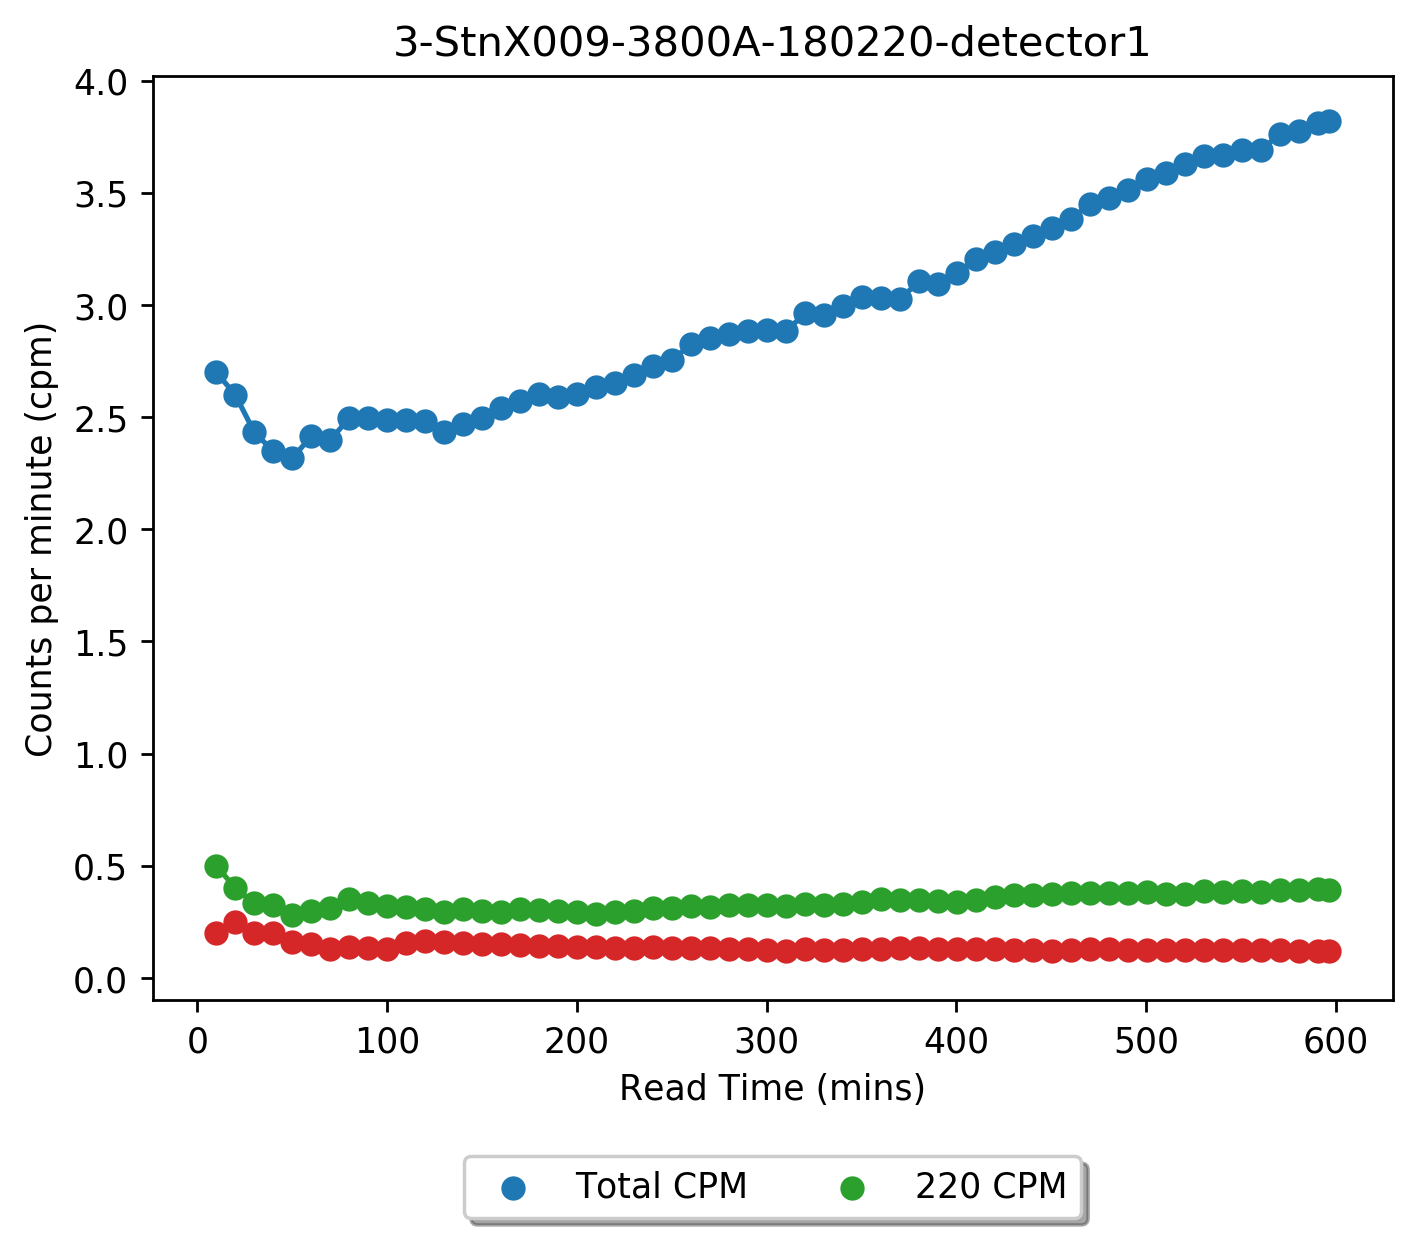 3-StnX009-3800A-180220-detector1
4.0
3.5
3.0
2.5
2.0
1.5
1.0
0.5
0.0
Counts per minute (cpm)
0 100 200 300 400 500 600
Read Time (mins)
Total CPM 220 CPM